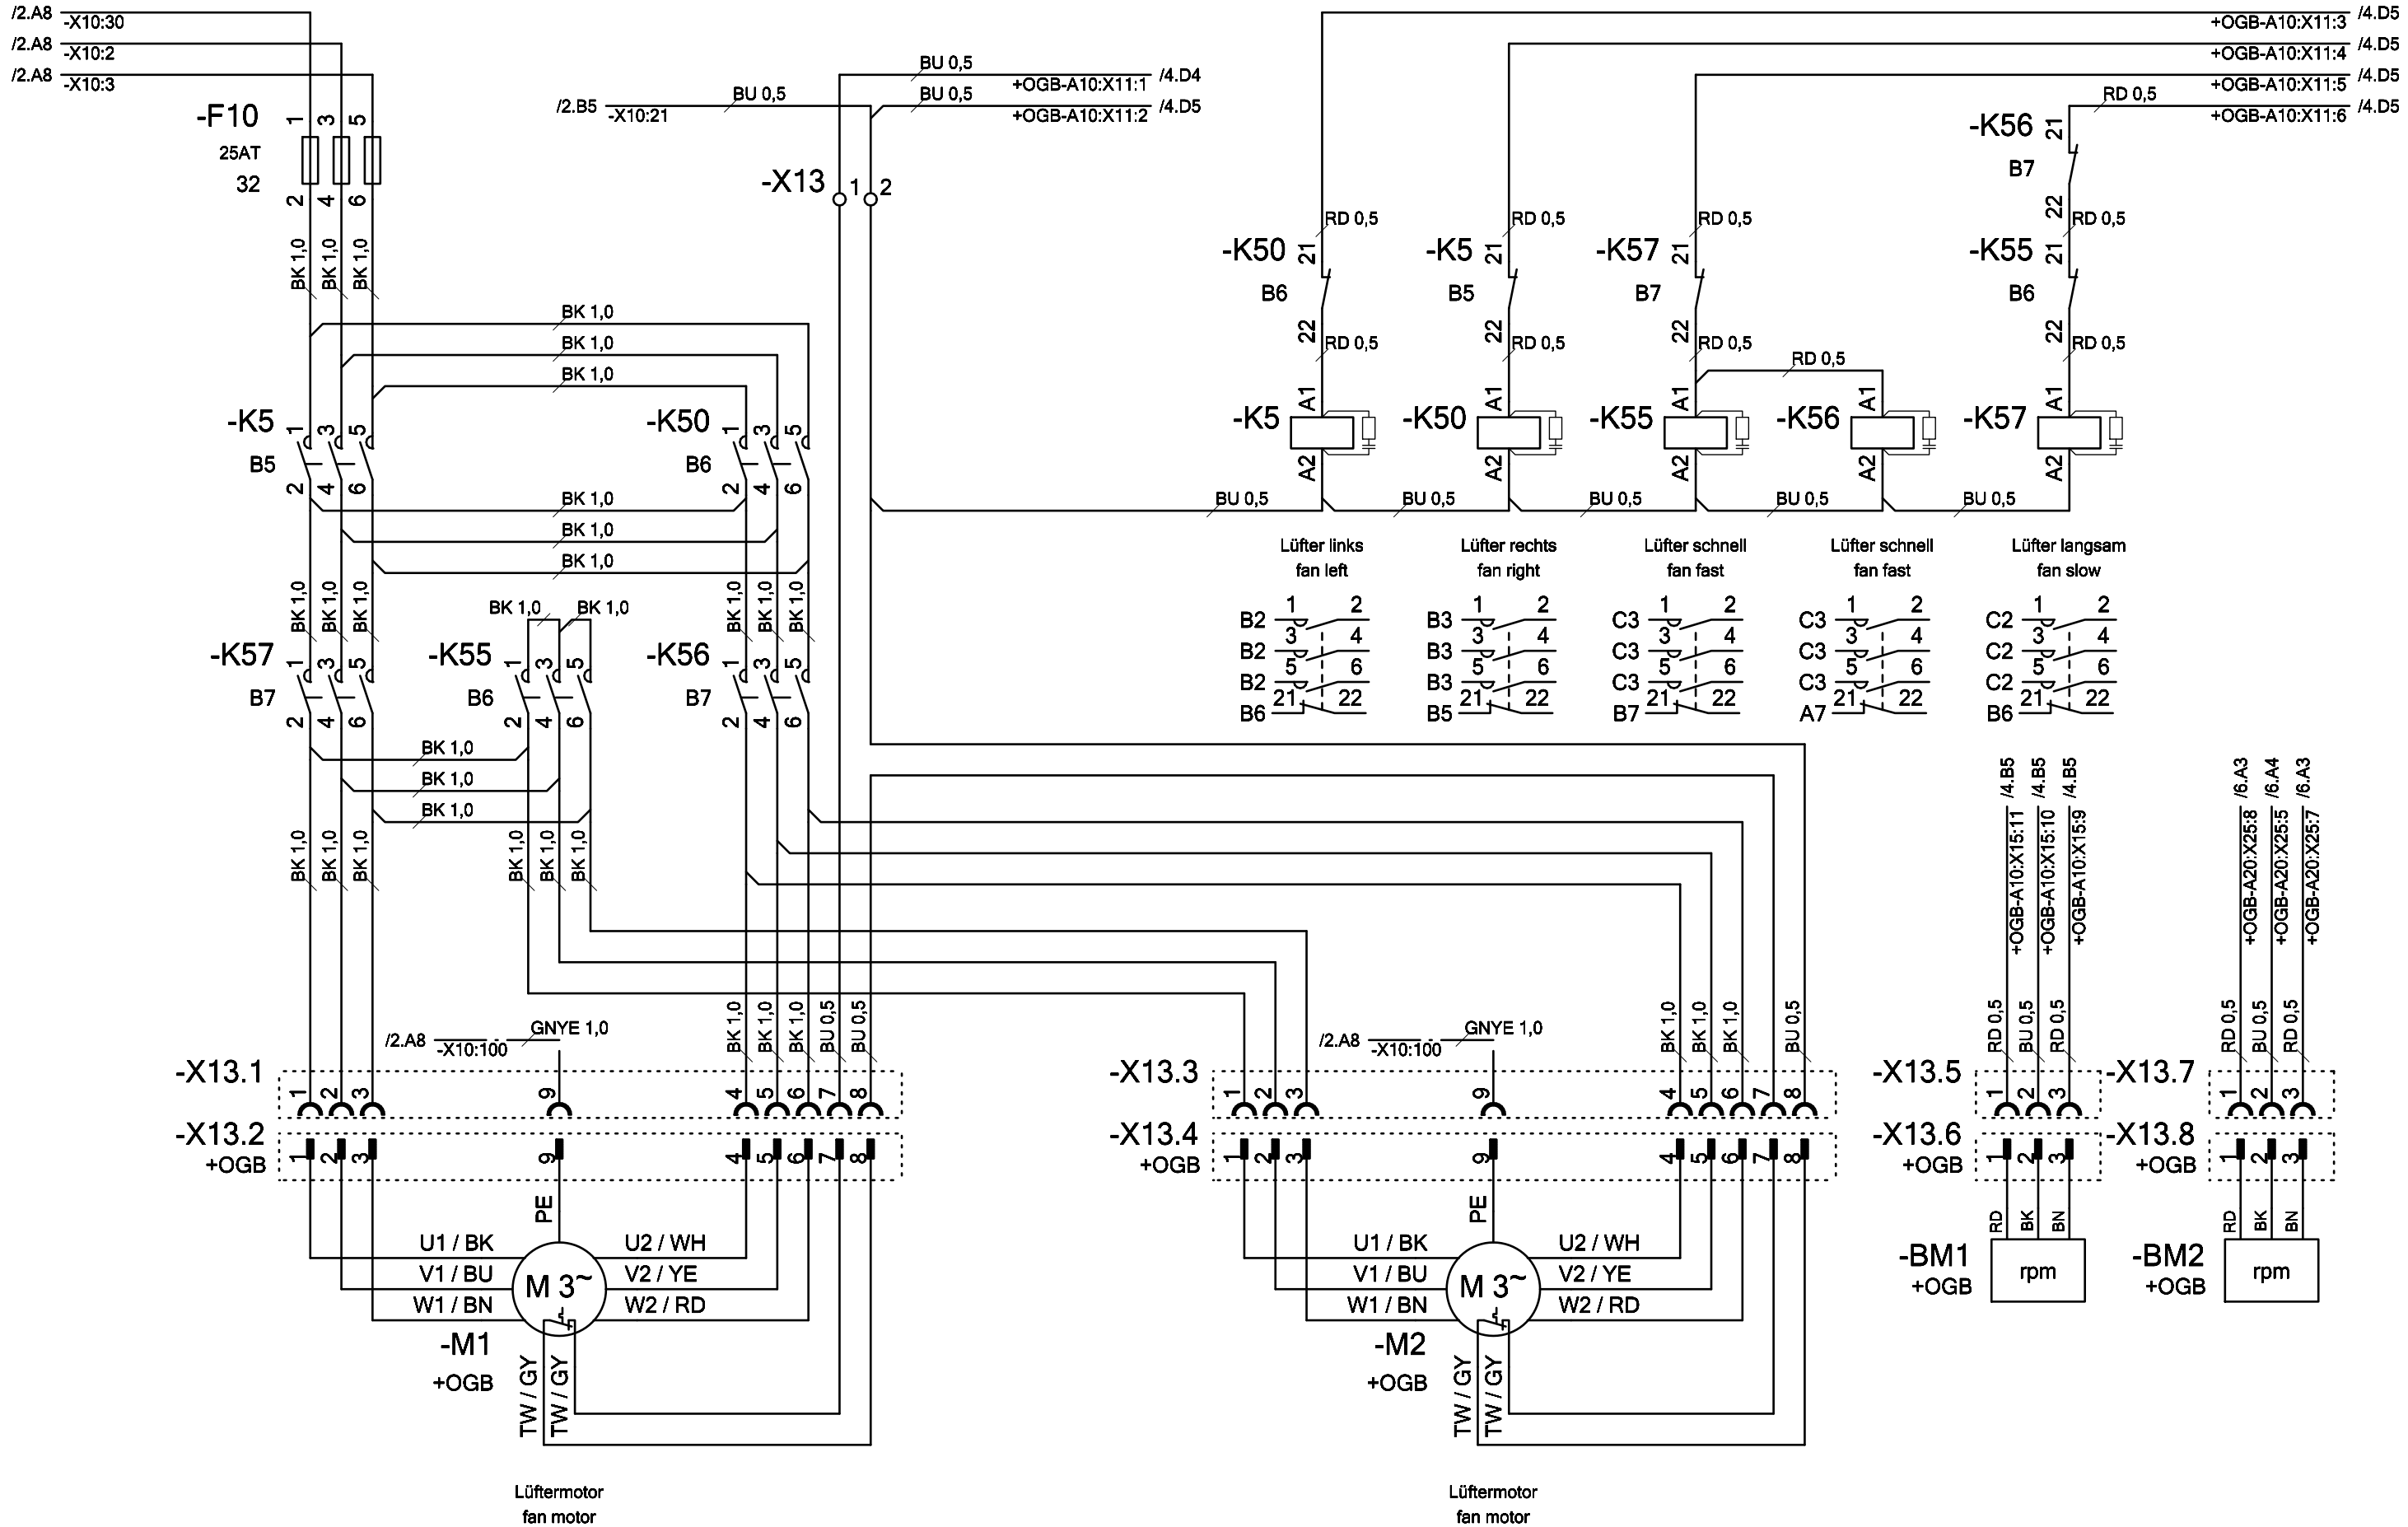 /2.A8
-X10:30
/2.A8
-X10:2
/2.A8
-X10:3
/2.B5
-X10:21
BU 0,5
BU 0,5
+OGB-A10:X11:1
/4.D4
BU 0,5
+OGB-A10:X11:2
/4.D5
+OGB-A10:X11:3
/4.D5
+OGB-A10:X11:4
/4.D5
+OGB-A10:X11:5
/4.D5
RD 0,5
+OGB-A10:X11:6
/4.D5
-F10
25AT
32
1 3 5
2 4 6
BK 1,0 BK 1,0 BK 1,0
-X13
1 2
-K56
B7
21
22
RD 0,5 RD 0,5 RD 0,5 RD 0,5
-K50
B6
21
22
-K5
B5
21
22
-K57
B7
21
22
-K55
B6
21
22
RD 0,5 RD 0,5 RD 0,5 RD 0,5 RD 0,5
BK 1,0
BK 1,0
BK 1,0
-K5
B5
1 3 5
2 4 6
-K50
B6
1 3 5
2 4 6
-K5
A1
A2
-K50
A1
A2
-K55
A1
A2
-K56
A1
A2
-K57
A1
A2
BK 1,0
BK 1,0
BK 1,0
BU 0,5 BU 0,5 BU 0,5 BU 0,5 BU 0,5
Lüfter links
fan left
Lüfter rechts
fan right
Lüfter schnell
fan fast
Lüfter schnell
fan fast
Lüfter langsam
fan slow
B2 1 2
B2 3 4
B2 5 6
B6 21 22
B3 1 2
B3 3 4
B3 5 6
B5 21 22
C3 1 2
C3 3 4
C3 5 6
B7 21 22
C3 1 2
C3 3 4
C3 5 6
A7 21 22
C2 1 2
C2 3 4
C2 5 6
B6 21 22
BK 1,0 BK 1,0 BK 1,0
BK 1,0 BK 1,0
BK 1,0 BK 1,0 BK 1,0
-K57
B7
1 3 5
2 4 6
-K55
B6
1 3 5
2 4 6
-K56
B7
1 3 5
2 4 6
BK 1,0
BK 1,0
BK 1,0
BK 1,0 BK 1,0 BK 1,0
BK 1,0 BK 1,0 BK 1,0
/4.B5 /4.B5 /4.B5
+OGB-A10:X15:11
+OGB-A10:X15:10
+OGB-A10:X15:9
/6.A3 /6.A4 /6.A3
+OGB-A20:X25:8
+OGB-A20:X25:5
+OGB-A20:X25:7
/2.A8
-X10:100
GNYE 1,0
BK 1,0 BK 1,0 BK 1,0 BU 0,5 BU 0,5
/2.A8
-X10:100
GNYE 1,0
BK 1,0 BK 1,0 BK 1,0 BU 0,5
RD 0,5 BU 0,5 RD 0,5
RD 0,5 BU 0,5 RD 0,5
-X13.1
1 2 3 9 4 5 6 7 8
-X13.3
1 2 3 9 4 5 6 7 8
-X13.5
1 2 3
-X13.7
1 2 3
-X13.2
+OGB
1 2 3 9 4 5 6 7 8
-X13.4
+OGB
1 2 3 9 4 5 6 7 8
-X13.6
+OGB
1 2 3
-X13.8
+OGB
1 2 3
PE
U1 / BK
V1 / BU
W1 / BN
M 3~
U2 / WH
V2 / YE
W2 / RD
-M1
+OGB
TW / GY
TW / GY
PE
U1 / BK
V1 / BU
W1 / BN
M 3~
U2 / WH
V2 / YE
W2 / RD
-M2
+OGB
TW / GY
TW / GY
RD BK BN
-BM1
+OGB
rpm
RD BK BN
-BM2
+OGB
rpm
Lüftermotor
fan motor
Lüftermotor
fan motor